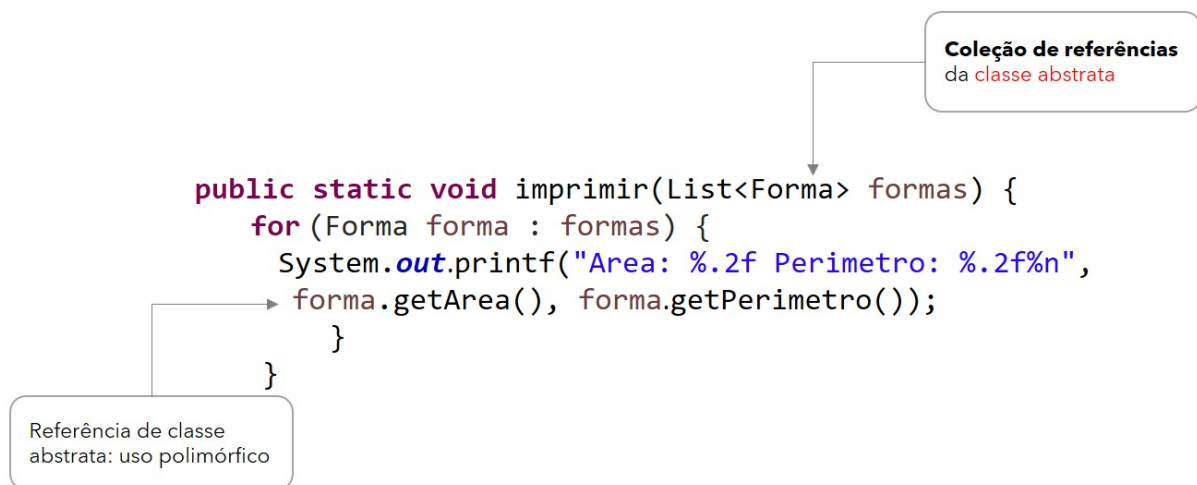 Coleção de referências
da classe abstrata
public static void imprimir(List<Forma> formas) {
for (Forma forma : formas) {
System.out.printf("Area: %.2f Perimetro: %.2f%n",
forma.getArea(), forma.getPerimetro());
}
}
Referência de classe
abstrata: uso polimórfico